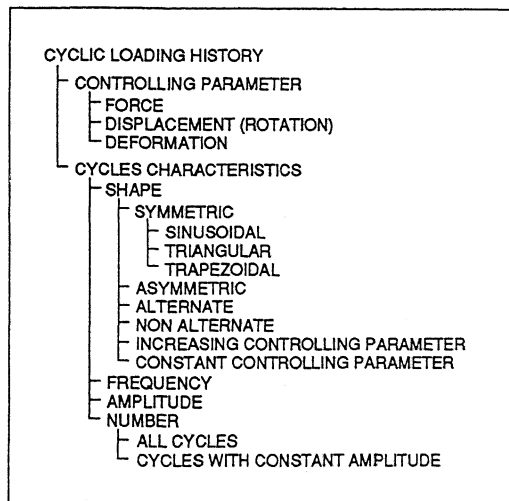 CYCLIC LOADING HISTORY
CONTROLLING PARAMETER
FORCE
DISPLACEMENT (ROTATION)
DEFORMATION
CYCLES CHARACTERISTICS
SHAPE
SYMMETRIC
SINUSOIDAL
TRIANGULAR
TRAPEZOIDAL
ASYMMETRIC
ALTERNATE
NON ALTERNATE
INCREASING CONTROLLING PARAMETER
CONSTANT CONTROLLING PARAMETER
FREQUENCY
AMPLITUDE
NUMBER
ALL CYCLES
CYCLES WITH CONSTANT AMPLITUDE